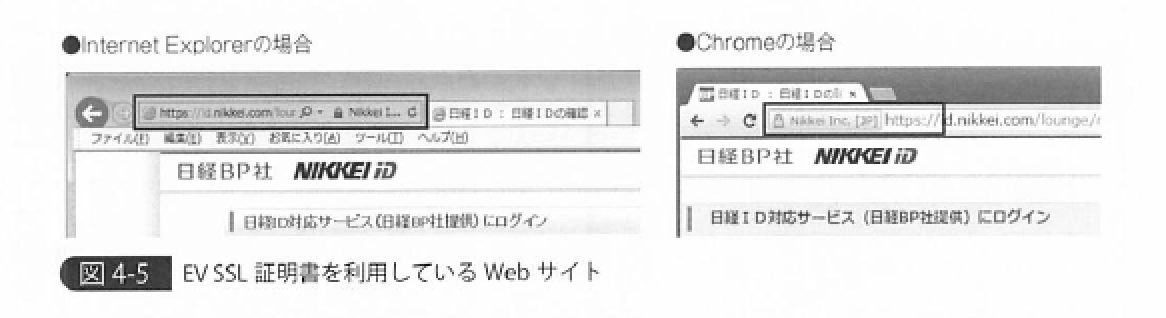 ●Internet Explorerの場合
https://id.nikkei.com/lour
Nikkei I...
日経ID : 日経IDの確認 ×
ファイル(F) 編集(E) 表示(V) お気に入り(A) ツール(T) ヘルプ(H)
日経BP社 NIKKEI iD
日経ID対応サービス(日経BP社提供)にログイン
●Chromeの場合
日経ID : 日経IDの
Nikkei Inc. [JP] https://id.nikkei.com/lounge/
日経BP社 NIKKEI iD
日経ID対応サービス (日経BP社提供) にログイン
図 4-5 EV SSL 証明書を利用している Web サイト